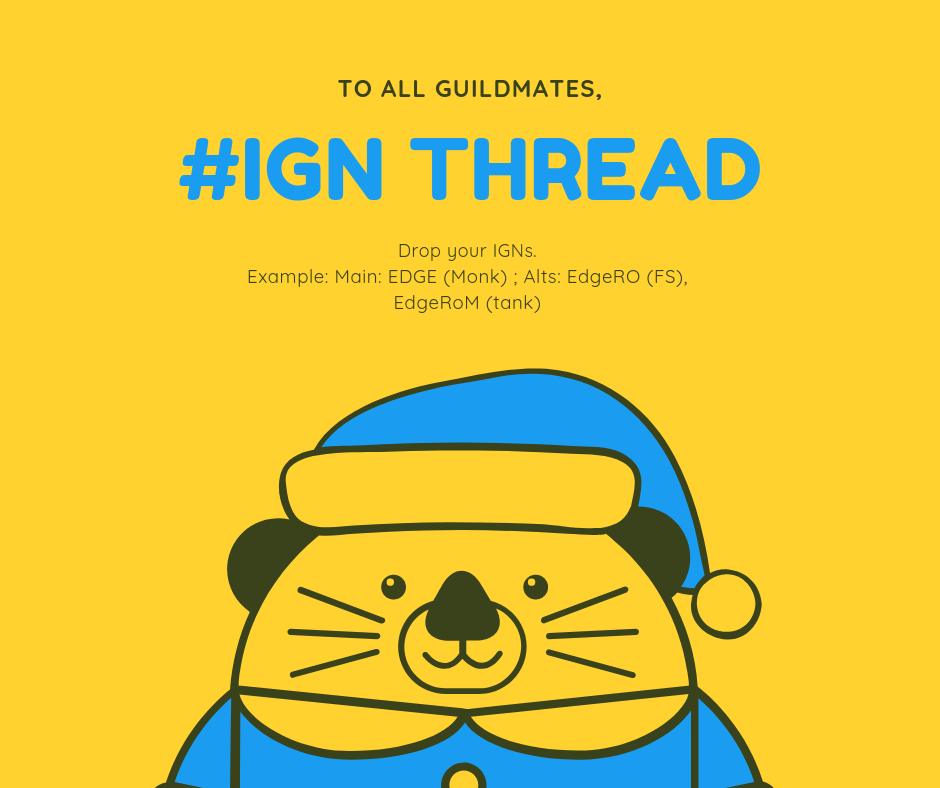 TO ALL GUILDMATES,
#IGN THREAD
Drop your IGNs.
Example: Main: EDGE (Monk) ; Alts: EdgeRO (FS),
EdgeRoM (tank)